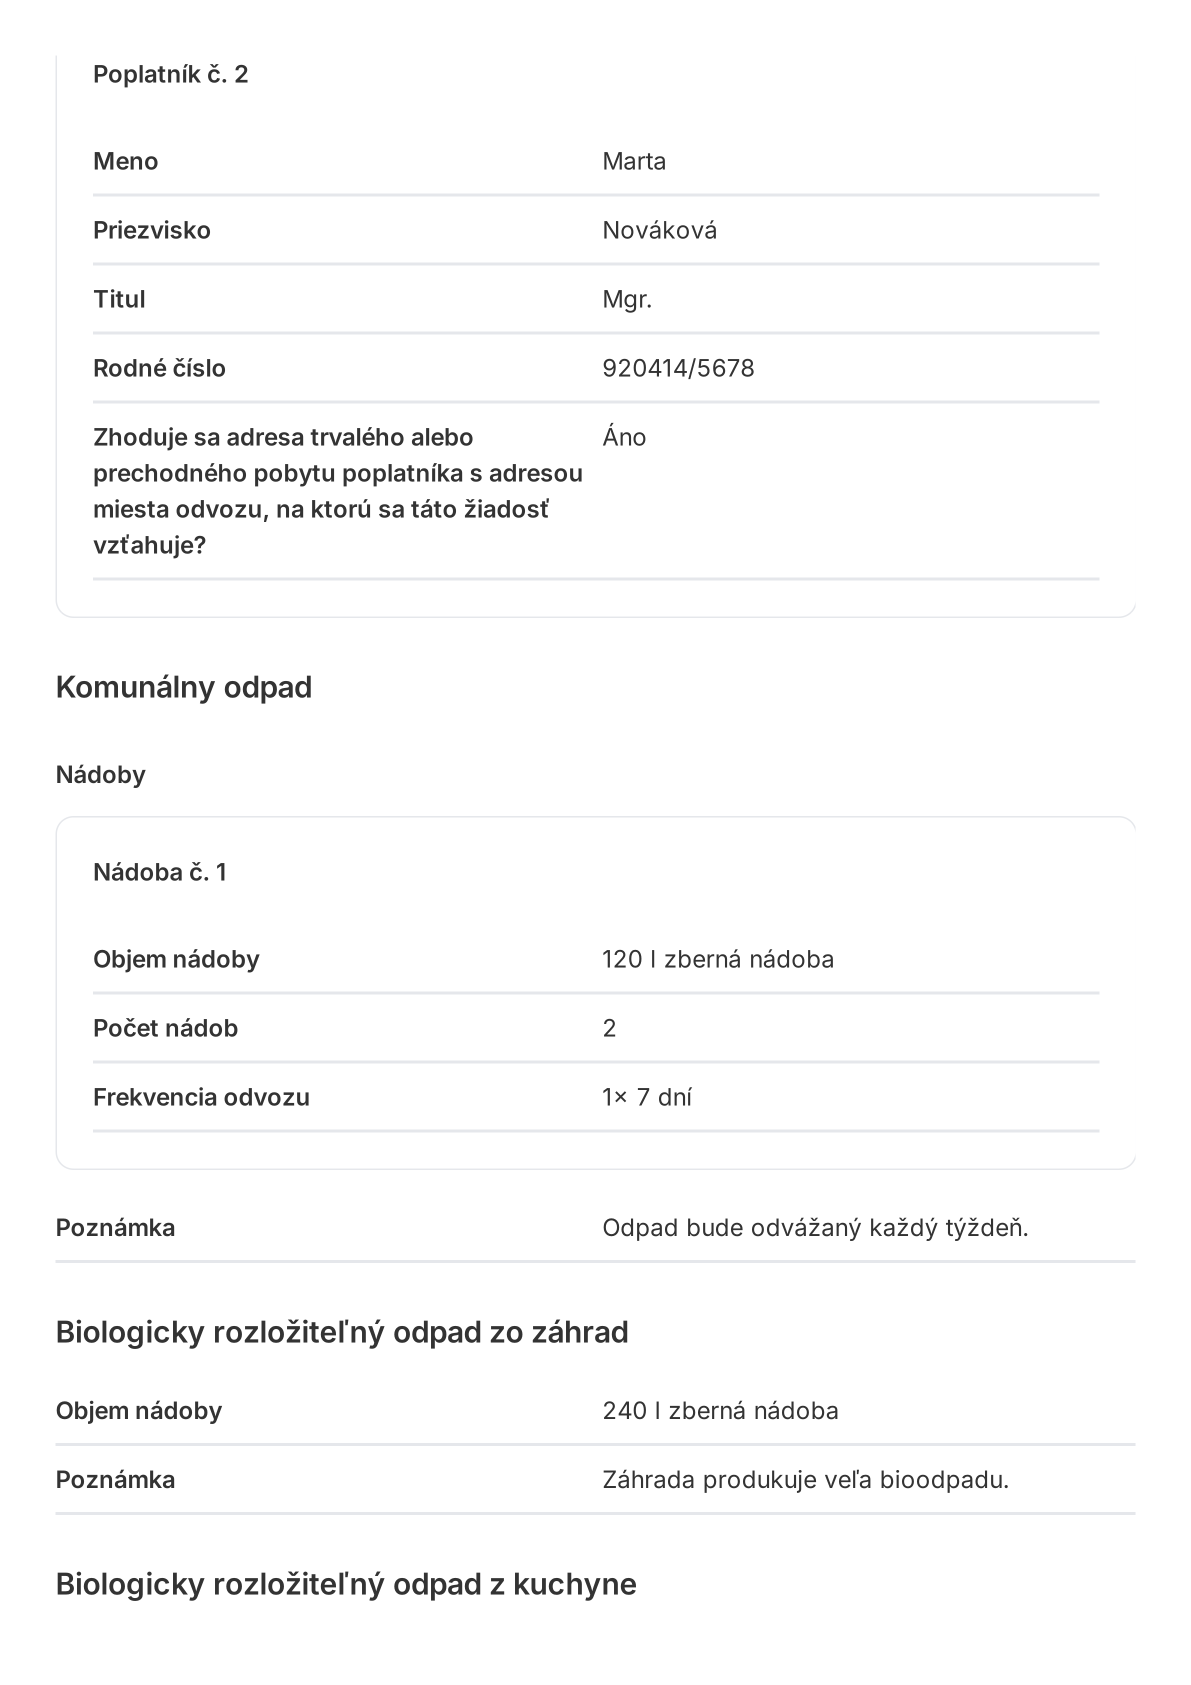 Poplatník č. 2
Meno Marta
Priezvisko Nováková
Titul Mgr.
Rodné číslo 920414/5678
Zhoduje sa adresa trvalého alebo Áno
prechodného pobytu poplatníka s adresou
miesta odvozu, na ktorú sa táto žiadosť
vzťahuje?
Komunálny odpad
Nádoby
Nádoba č. 1
Objem nádoby 120 l zberná nádoba
Počet nádob 2
Frekvencia odvozu 1× 7 dní
Poznámka Odpad bude odvážaný každý týždeň.
Biologicky rozložiteľný odpad zo záhrad
Objem nádoby 240 l zberná nádoba
Poznámka Záhrada produkuje veľa bioodpadu.
Biologicky rozložiteľný odpad z kuchyne